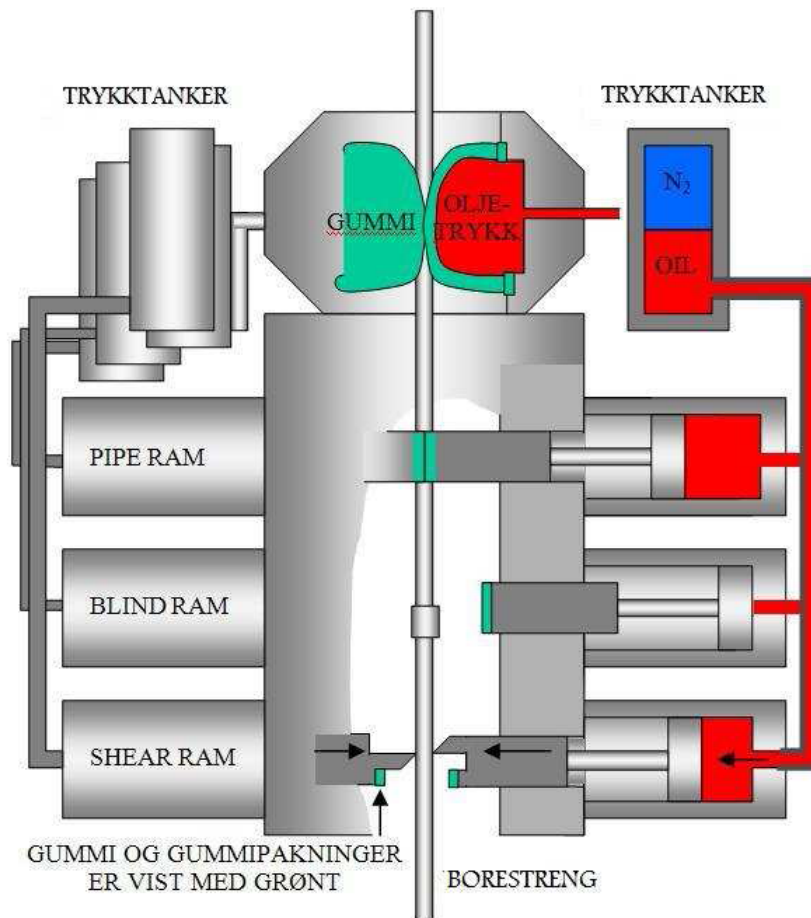 TRYKKTANKER
TRYKKTANKER
GUMMI
OLJE-
TRYKK
N₂
OIL
PIPE RAM
BLIND RAM
SHEAR RAM
GUMMI OG GUMMIPAKNINGER
ER VIST MED GRØNT
BORESTRENG